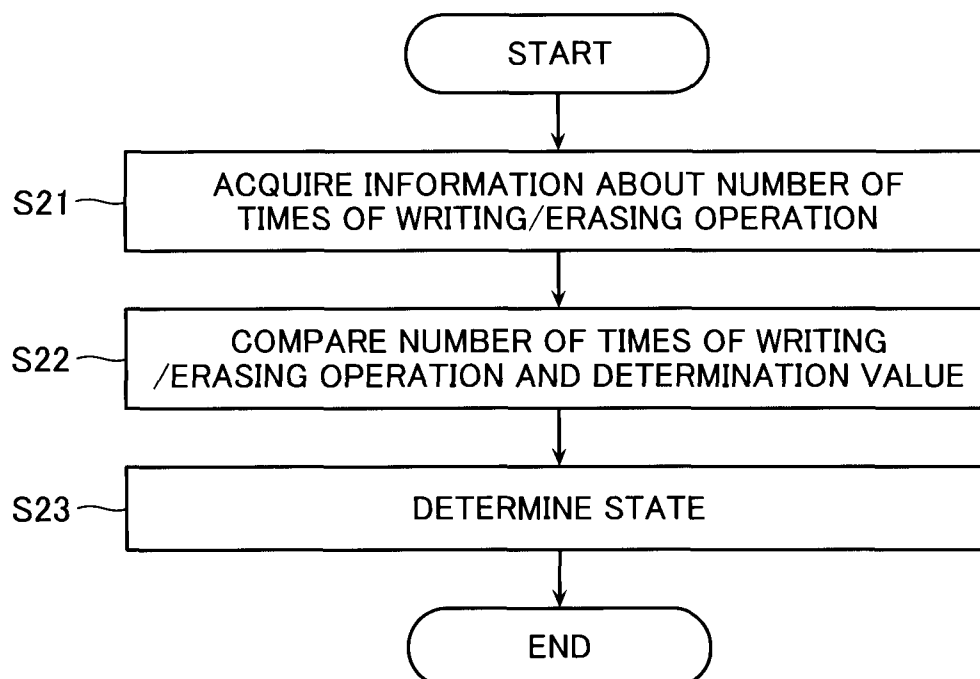 START
S21
ACQUIRE INFORMATION ABOUT NUMBER OF
TIMES OF WRITING/ERASING OPERATION
S22
COMPARE NUMBER OF TIMES OF WRITING
/ERASING OPERATION AND DETERMINATION VALUE
S23
DETERMINE STATE
END